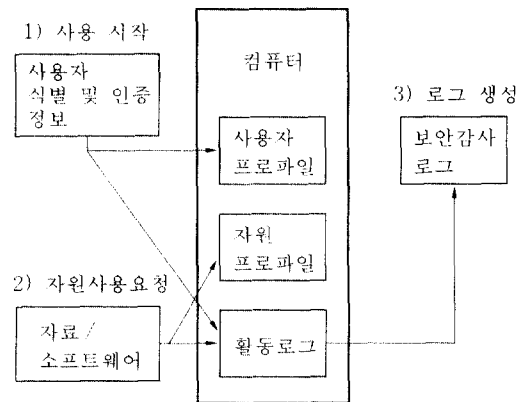 1) 사용 시작
사용자
식별 및 인증
정보
컴퓨터
사용자
프로파일
자원
프로파일
활동로그
2) 자원사용요청
자료/
소프트웨어
3) 로그 생성
보안감사
로그